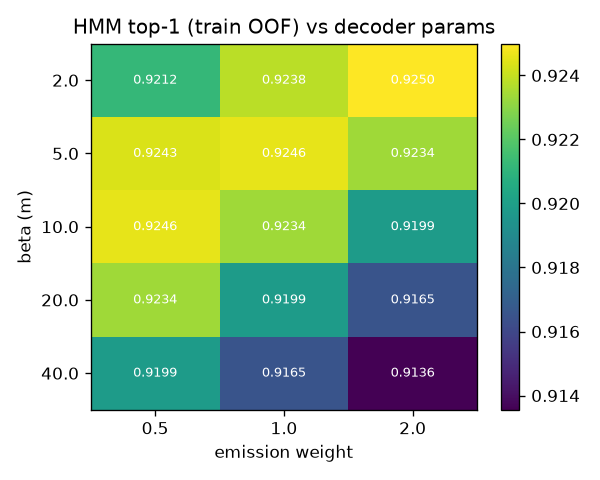 HMM top-1 (train OOF) vs decoder params
2.0 0.9212 0.9238 0.9250
5.0 0.9243 0.9246 0.9234
10.0 0.9246 0.9234 0.9199
20.0 0.9234 0.9199 0.9165
40.0 0.9199 0.9165 0.9136
beta (m)
0.5 1.0 2.0
emission weight
0.924
0.922
0.920
0.918
0.916
0.914